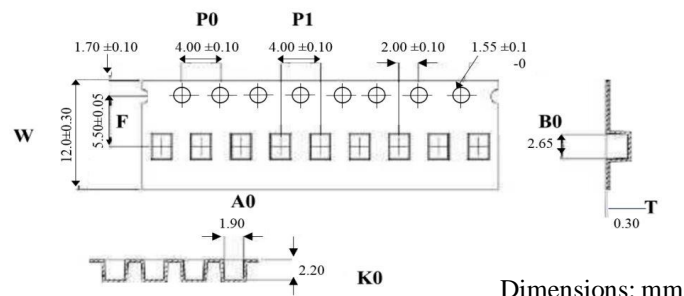 P0 P1
1.70 ±0.10 4.00 ±0.10 4.00 ±0.10 2.00 ±0.10 1.55 ±0.1
-0
W 12.0±0.30 F 5.50±0.05
B0
2.65
T
0.30
A0
1.90
2.20
K0
Dimensions: mm